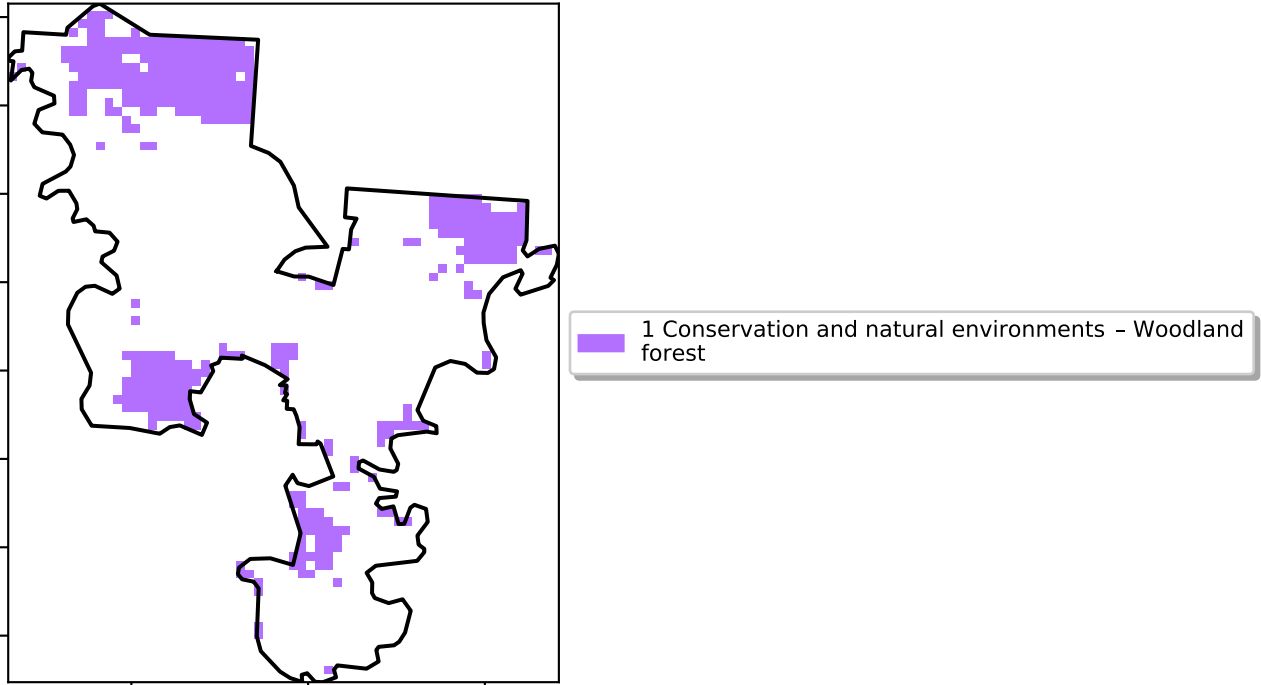 1 Conservation and natural environments – Woodland
forest